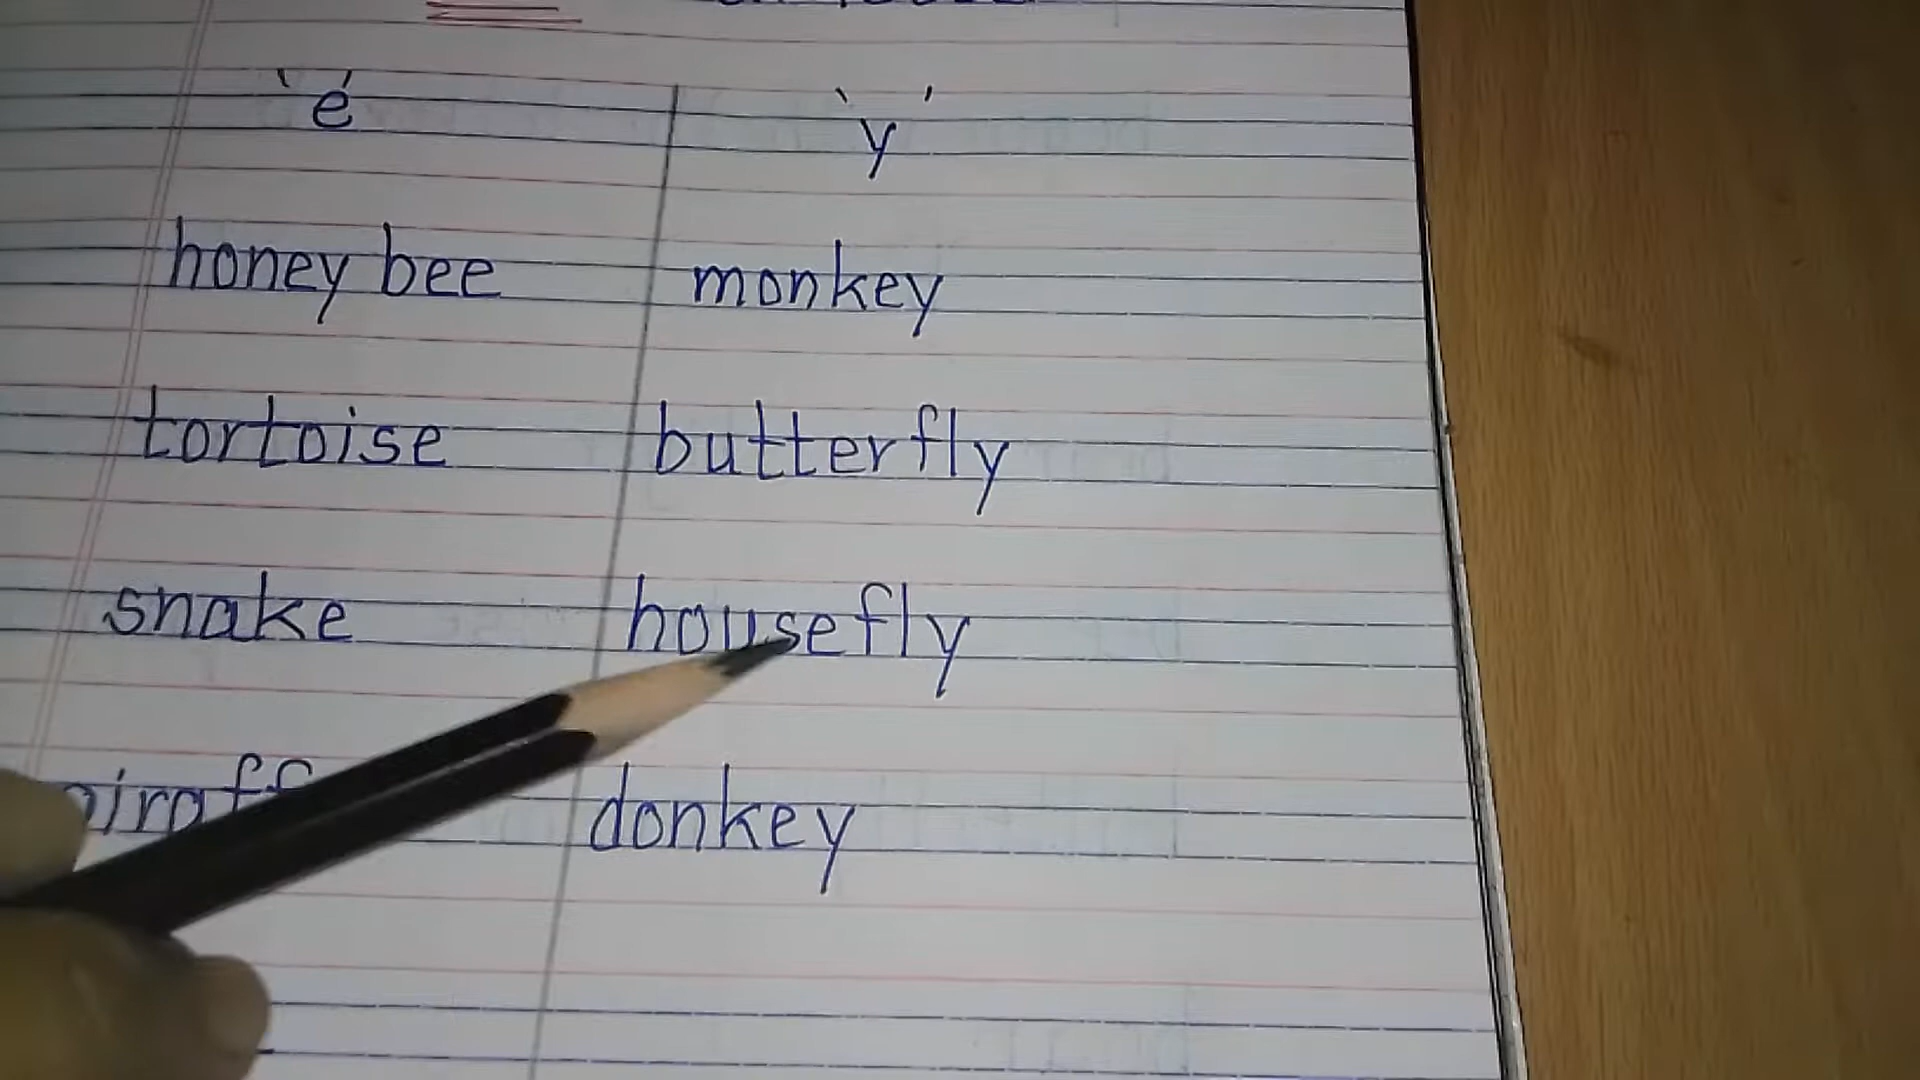 'e' 'y'
honey bee monkey
tortoise butterfly
snake housefly
donkey